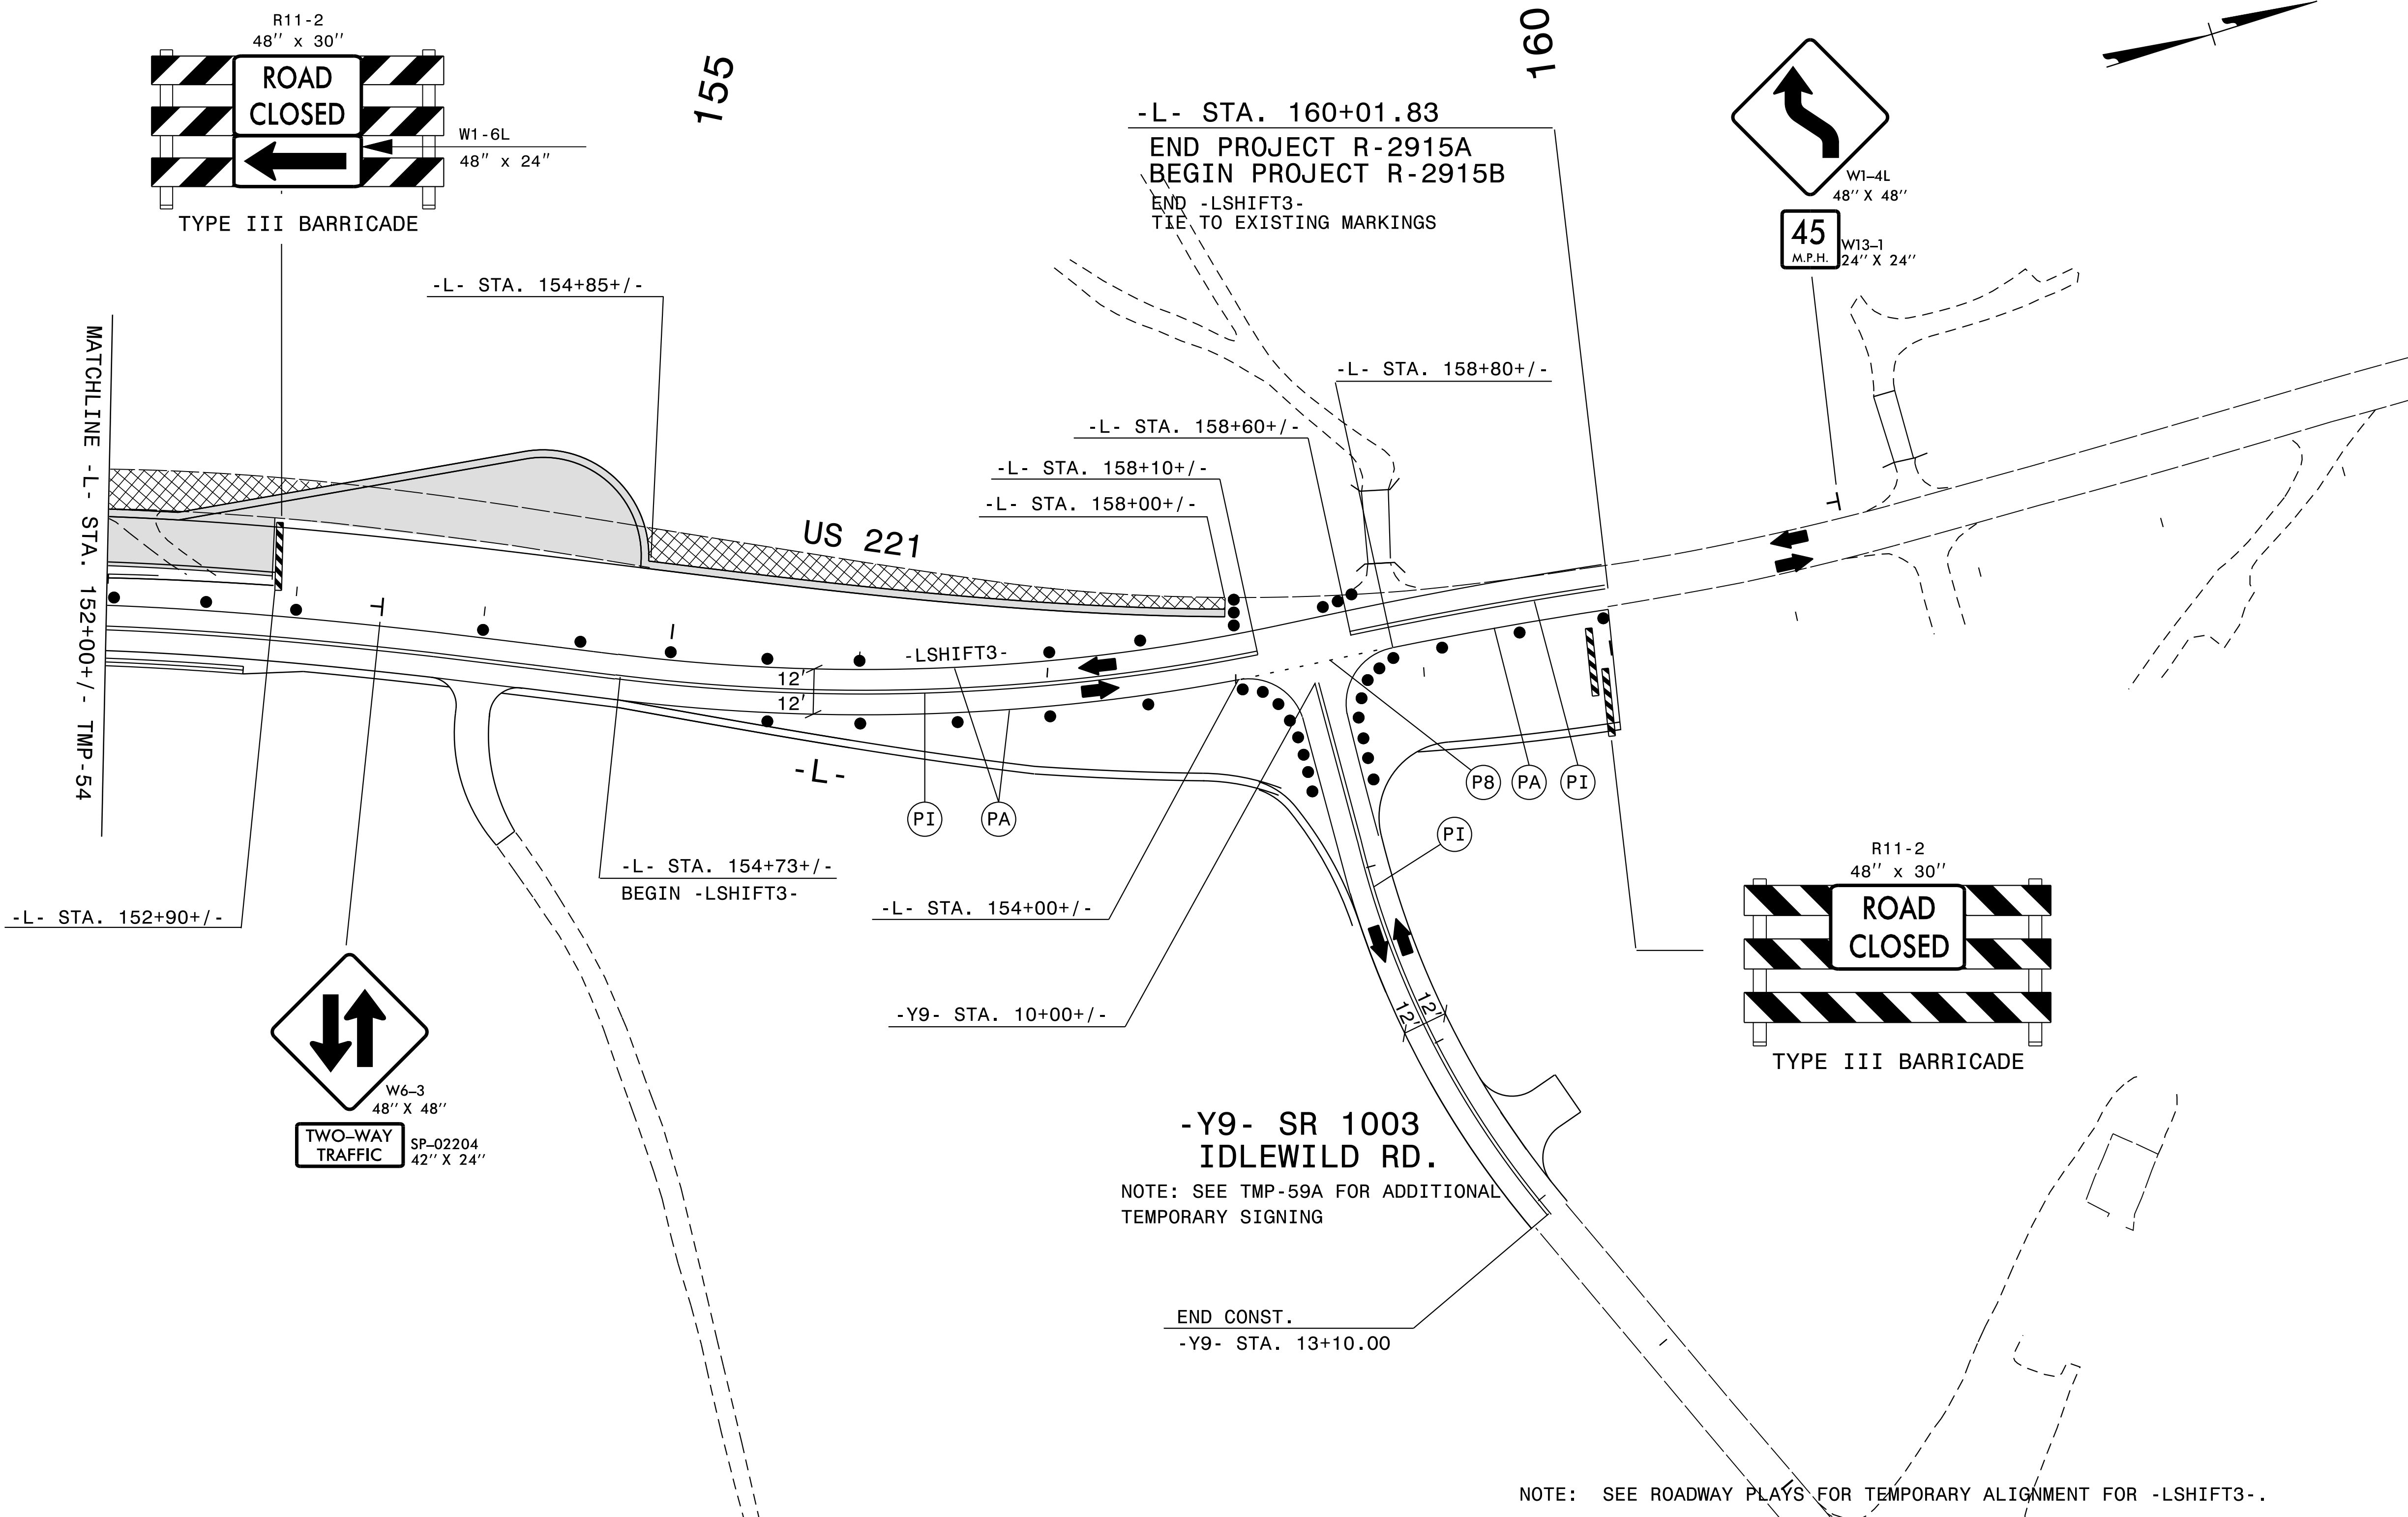 R11-2
48" x 30"
ROAD
CLOSED
W1-6L
48" x 24"
TYPE III BARRICADE
155
160
-L- STA. 160+01.83
END PROJECT R-2915A
BEGIN PROJECT R-2915B
END -LSHIFT3-
TIE TO EXISTING MARKINGS
W1-4L
48" X 48"
45
M.P.H.
W13-1
24" X 24"
-L- STA. 154+85+/-
MATCHLINE -L- STA. 152+00+/- TMP-54
-L- STA. 158+80+/-
-L- STA. 158+60+/-
-L- STA. 158+10+/-
-L- STA. 158+00+/-
US 221
-LSHIFT3-
12'
12'
-L-
PI
PA
P8
PA
PI
PI
-L- STA. 154+73+/-
BEGIN -LSHIFT3-
-L- STA. 152+90+/-
-L- STA. 154+00+/-
-Y9- STA. 10+00+/-
12'
12'
R11-2
48" x 30"
ROAD
CLOSED
TYPE III BARRICADE
W6-3
48" X 48"
TWO-WAY
TRAFFIC
SP-02204
42" X 24"
-Y9- SR 1003
IDLEWILD RD.
NOTE: SEE TMP-59A FOR ADDITIONAL
TEMPORARY SIGNING
END CONST.
-Y9- STA. 13+10.00
NOTE: SEE ROADWAY PLAYS FOR TEMPORARY ALIGNMENT FOR -LSHIFT3-.